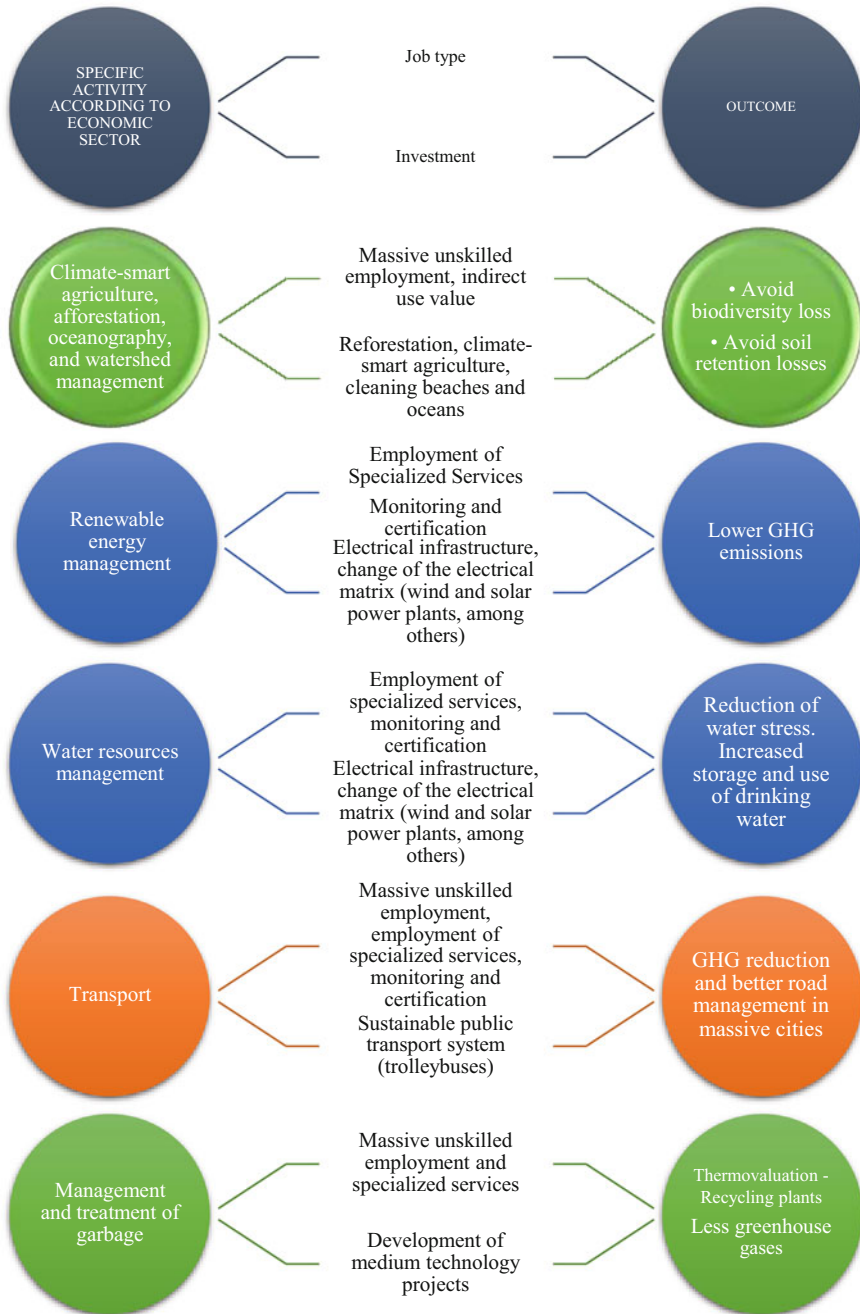 SPECIFIC
ACTIVITY
ACCORDING TO
ECONOMIC
SECTOR
Job type
Investment
OUTCOME
Climate-smart
agriculture,
afforestation,
oceanography,
and watershed
management
Massive unskilled
employment, indirect
use value
Reforestation, climate-
smart agriculture,
cleaning beaches and
oceans
• Avoid
biodiversity loss
• Avoid soil
retention losses
Renewable
energy
management
Employment of
Specialized Services
Monitoring and
certification
Electrical infrastructure,
change of the electrical
matrix (wind and solar
power plants, among
others)
Lower GHG
emissions
Water resources
management
Employment of
specialized services,
monitoring and
certification
Electrical infrastructure,
change of the electrical
matrix (wind and solar
power plants, among
others)
Reduction of
water stress.
Increased
storage and use
of drinking
water
Transport
Massive unskilled
employment,
employment of
specialized services,
monitoring and
certification
Sustainable public
transport system
(trolleybuses)
GHG reduction
and better road
management in
massive cities
Management
and treatment of
garbage
Massive unskilled
employment and
specialized services
Development of
medium technology
projects
Thermovaluation -
Recycling plants
Less greenhouse
gases